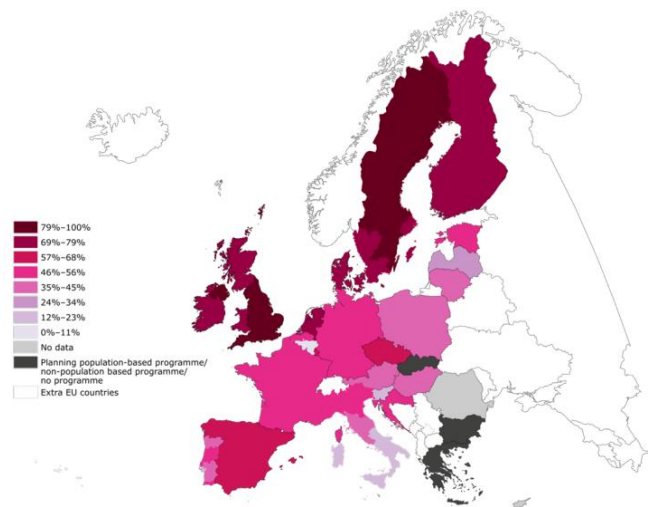 79%–100%
69%–79%
57%–68%
46%–56%
35%–45%
24%–34%
12%–23%
0%–11%
No data
Planning population-based programme/
non-population based programme/
no programme
Extra EU countries